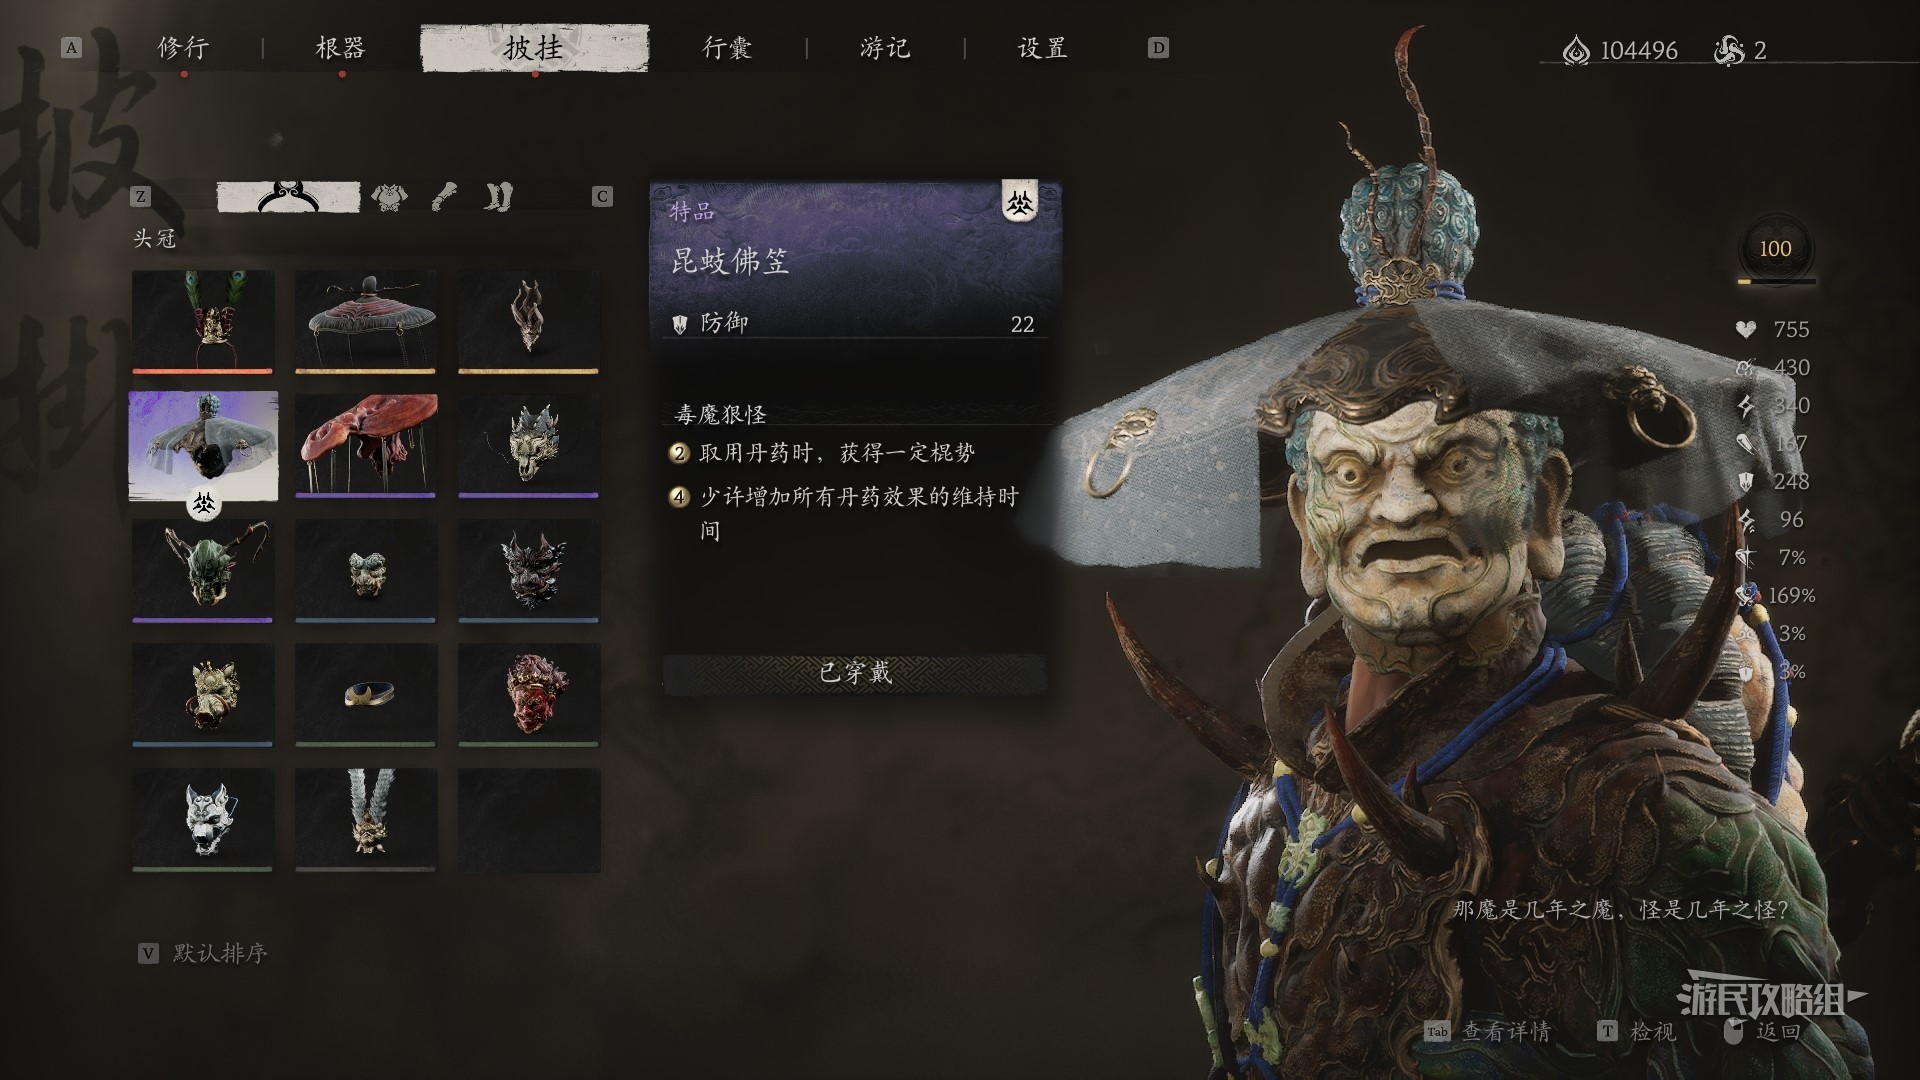 A 修行 根器 披挂 行囊 游记 设置 D
104496 2
披挂
Z C
头冠
特品
昆蚑佛笠
防御 22
毒魔狠怪
2 取用丹药时，获得一定棍势
4 少许增加所有丹药效果的维持时
间
已穿戴
100
755
430
340
167
248
96
7%
169%
3%
3%
那魔是几年之魔，怪是几年之怪？
V 默认排序
游民攻略组
Tab 查看详情 T 检视 返回